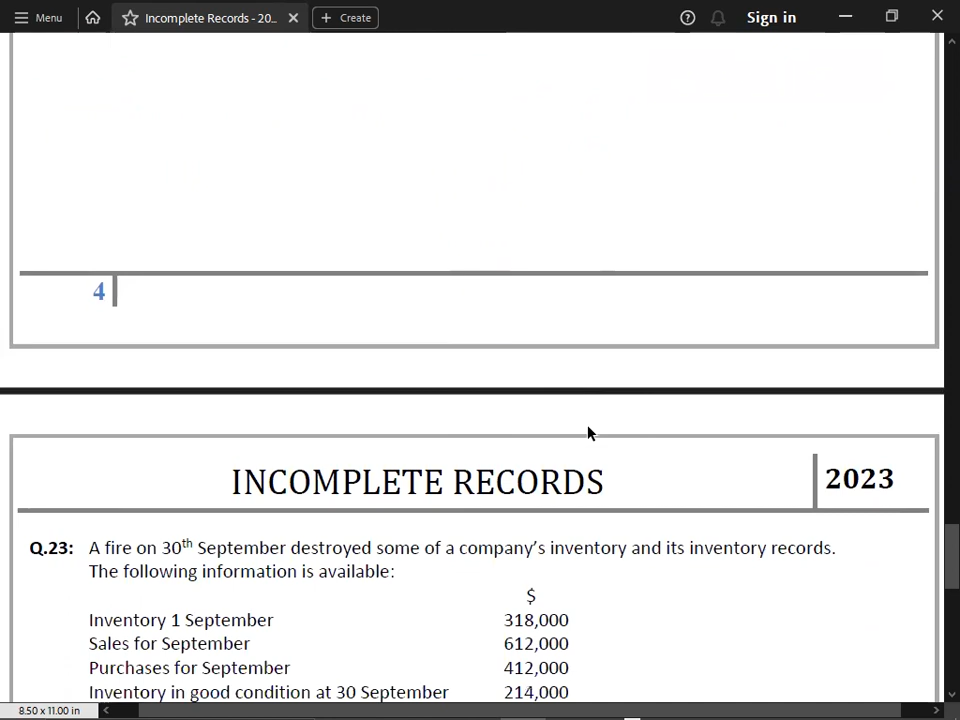 Menu
Incomplete Records - 20...
Create
Sign in
4
INCOMPLETE RECORDS
2023
Q.23: A fire on 30th September destroyed some of a company's inventory and its inventory records.
The following information is available:
$
Inventory 1 September 318,000
Sales for September 612,000
Purchases for September 412,000
Inventory in good condition at 30 September 214,000
8.50 x 11.00 in